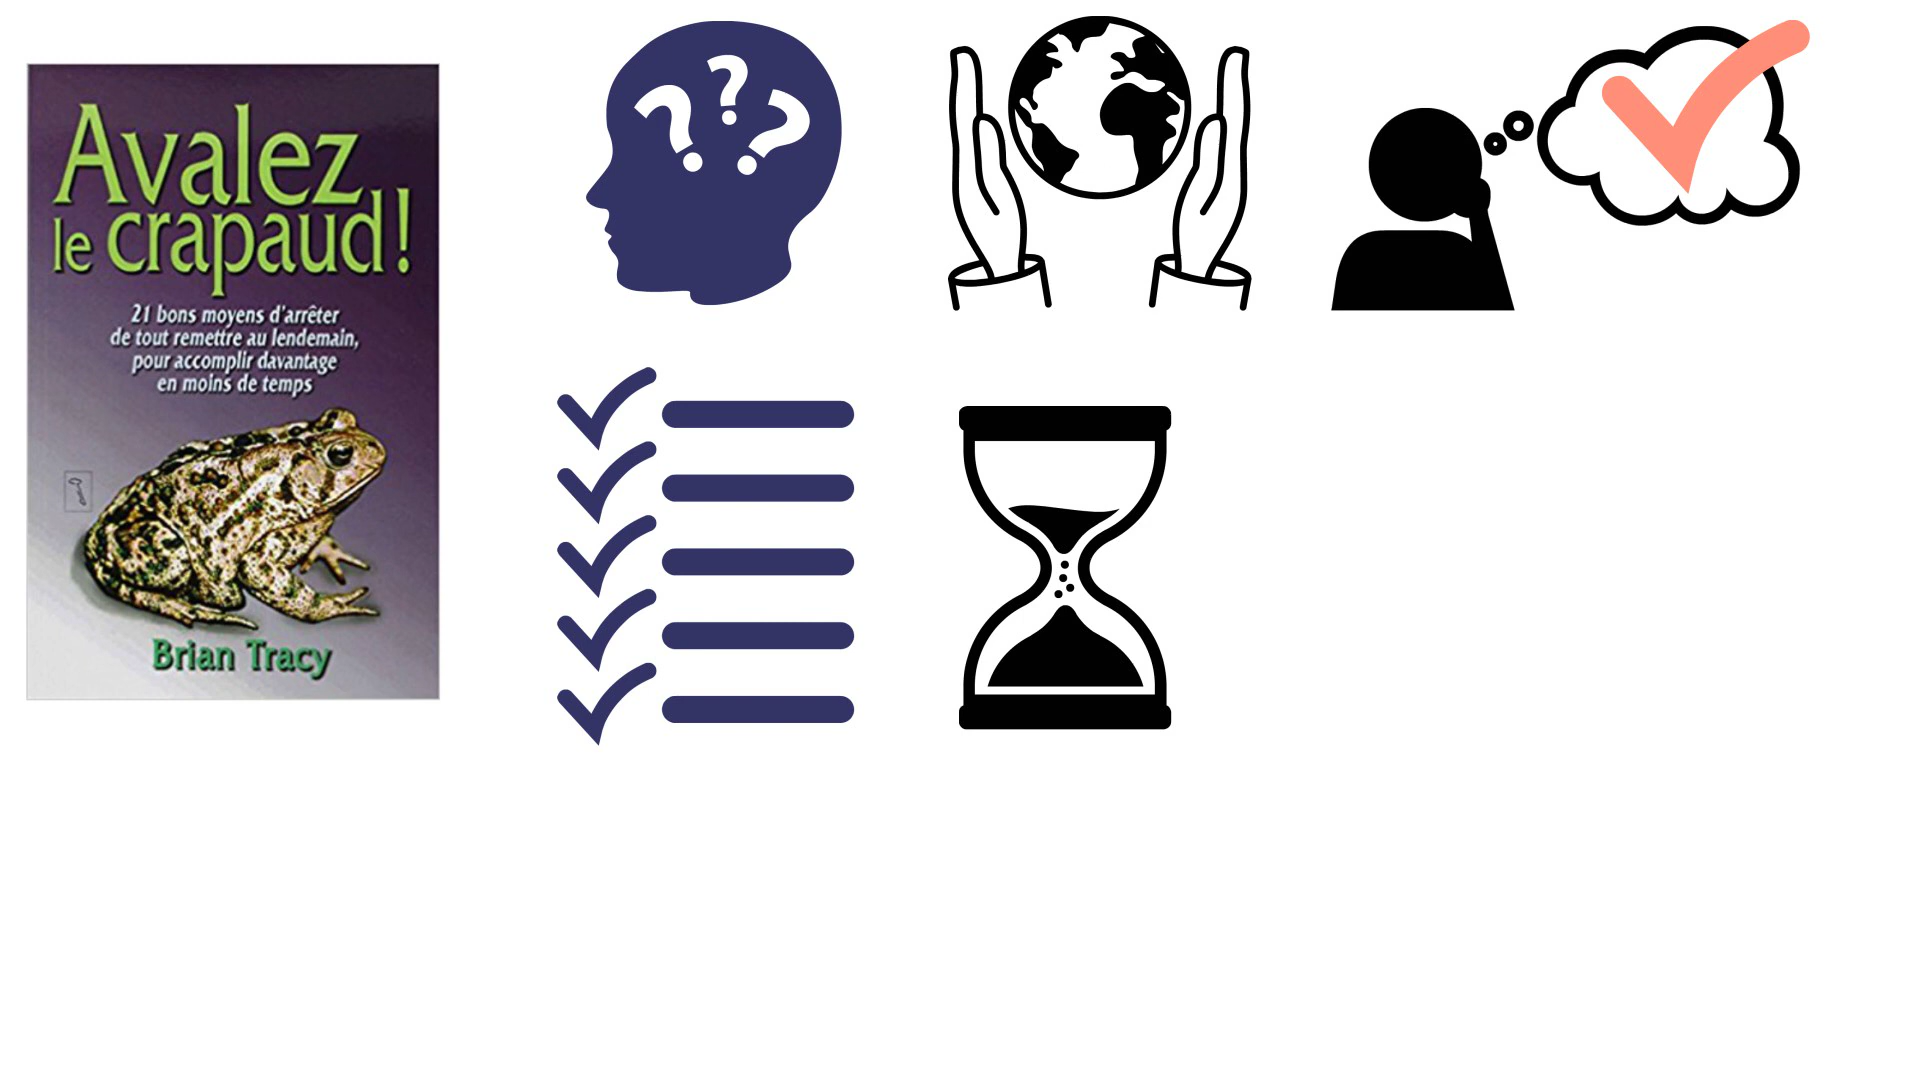 Avalez
le crapaud!
21 bons moyens d'arrêter
de tout remettre au lendemain,
pour accomplir davantage
en moins de temps
Brian Tracy
? ? ?